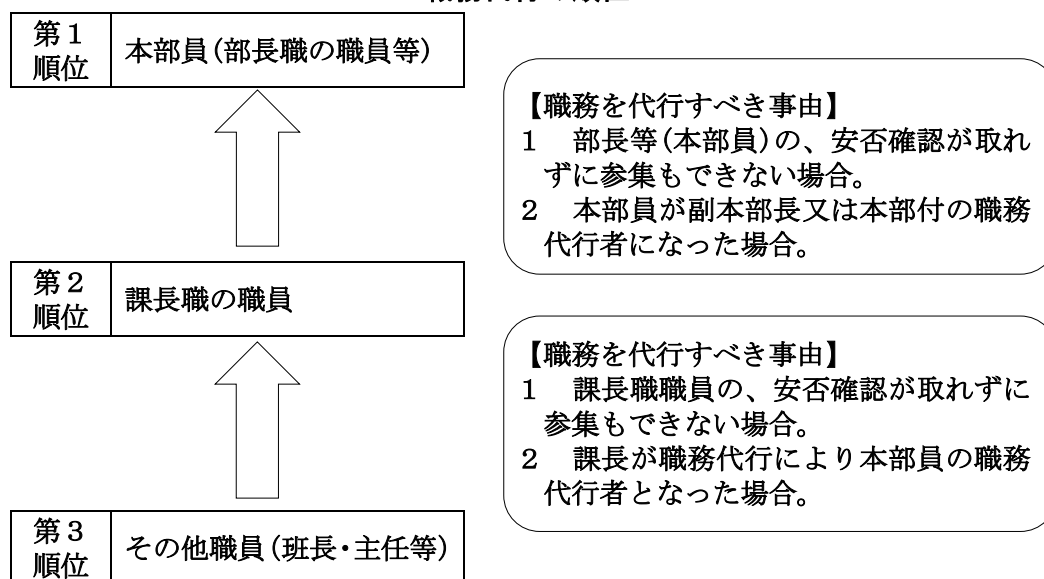 第１
順位
本部員(部長職の職員等)
【職務を代行すべき事由】
１　部長等(本部員)の、安否確認が取れ
ずに参集もできない場合。
２　本部員が副本部長又は本部付の職務
代行者になった場合。
第２
順位
課長職の職員
【職務を代行すべき事由】
１　課長職職員の、安否確認が取れずに
参集もできない場合。
２　課長が職務代行により本部員の職務
代行者となった場合。
第３
順位
その他職員(班長・主任等)